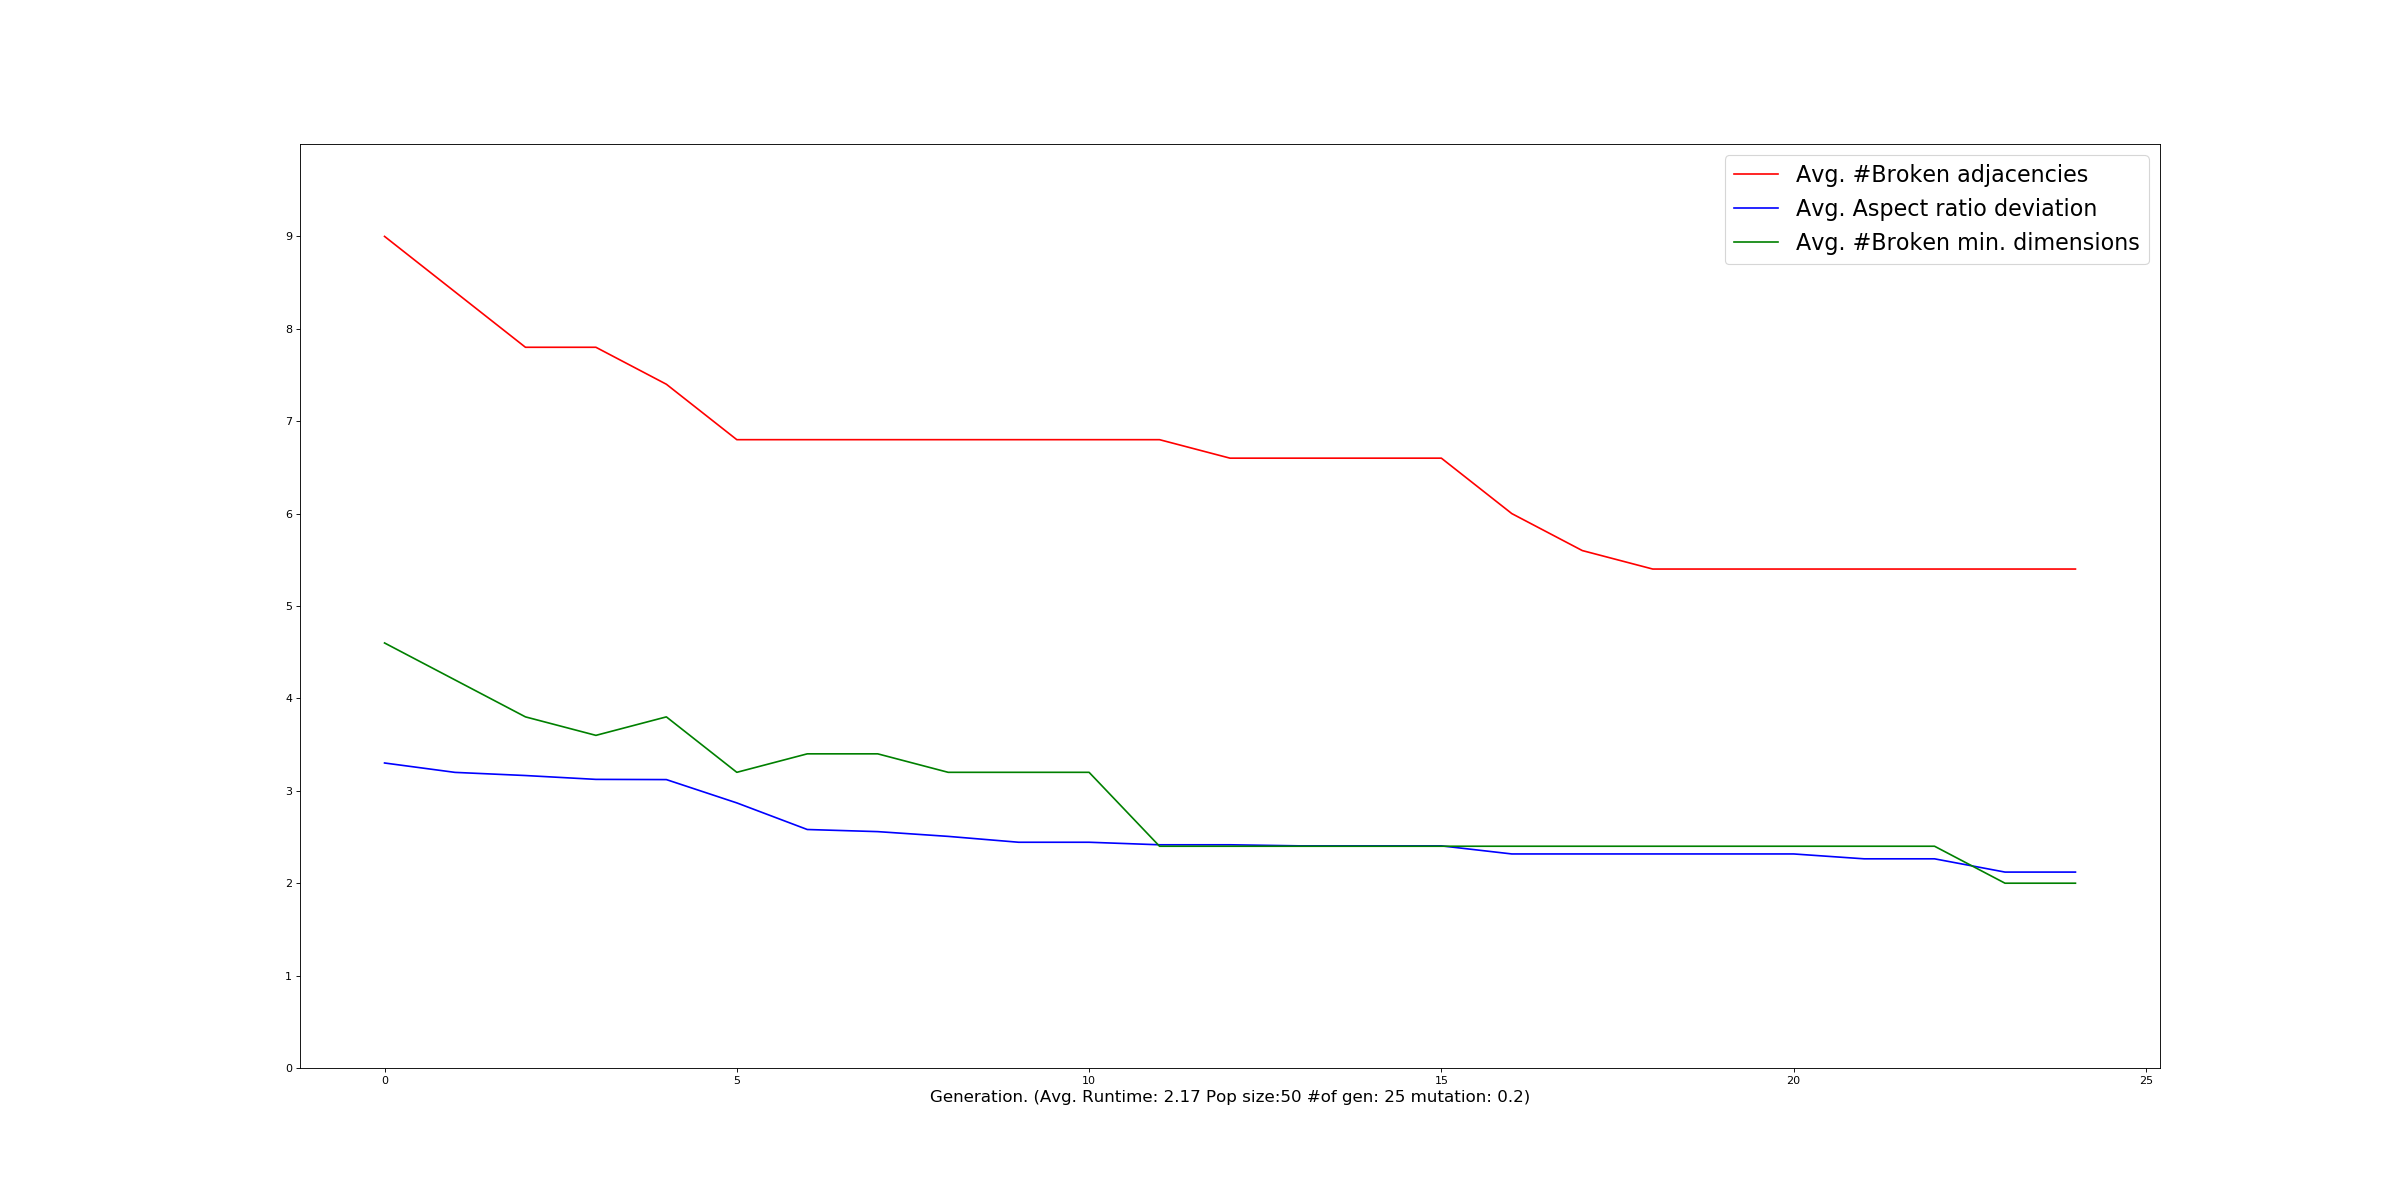 Avg. #Broken adjacencies
Avg. Aspect ratio deviation
Avg. #Broken min. dimensions
9
8
7
6
5
4
3
2
1
0
0 5 10 15 20 25
Generation. (Avg. Runtime: 2.17 Pop size:50 #of gen: 25 mutation: 0.2)